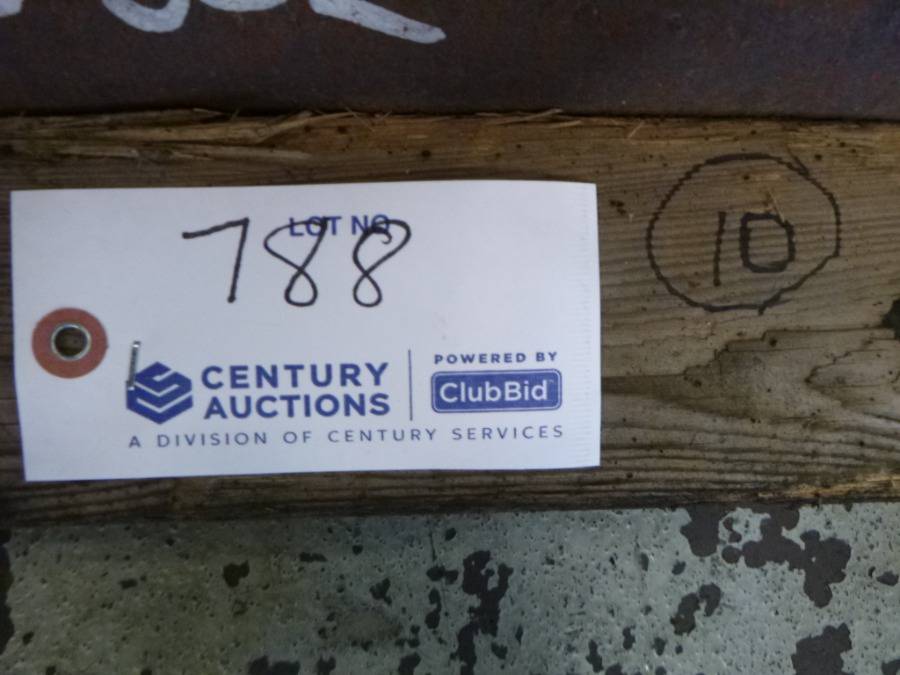 LOT NO
788
10
CENTURY
AUCTIONS
POWERED BY
ClubBid
A DIVISION OF CENTURY SERVICES